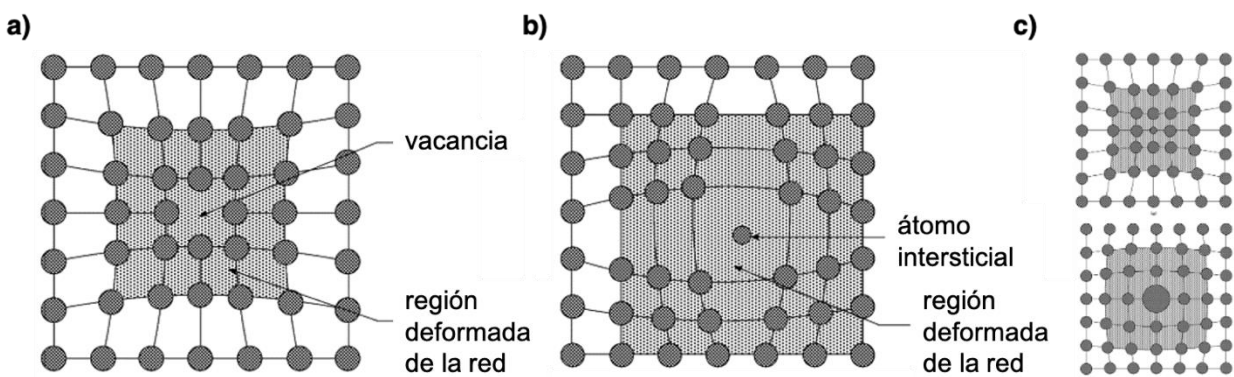 a)
vacancia
región
deformada
de la red
b)
átomo
intersticial
región
deformada
de la red
c)